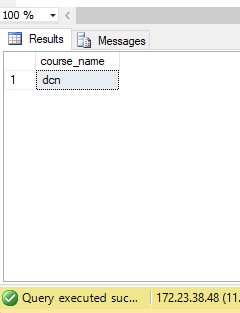 100 %
Results Messages
course_name
1 dcn
Query executed suc... 172.23.38.48 (11.